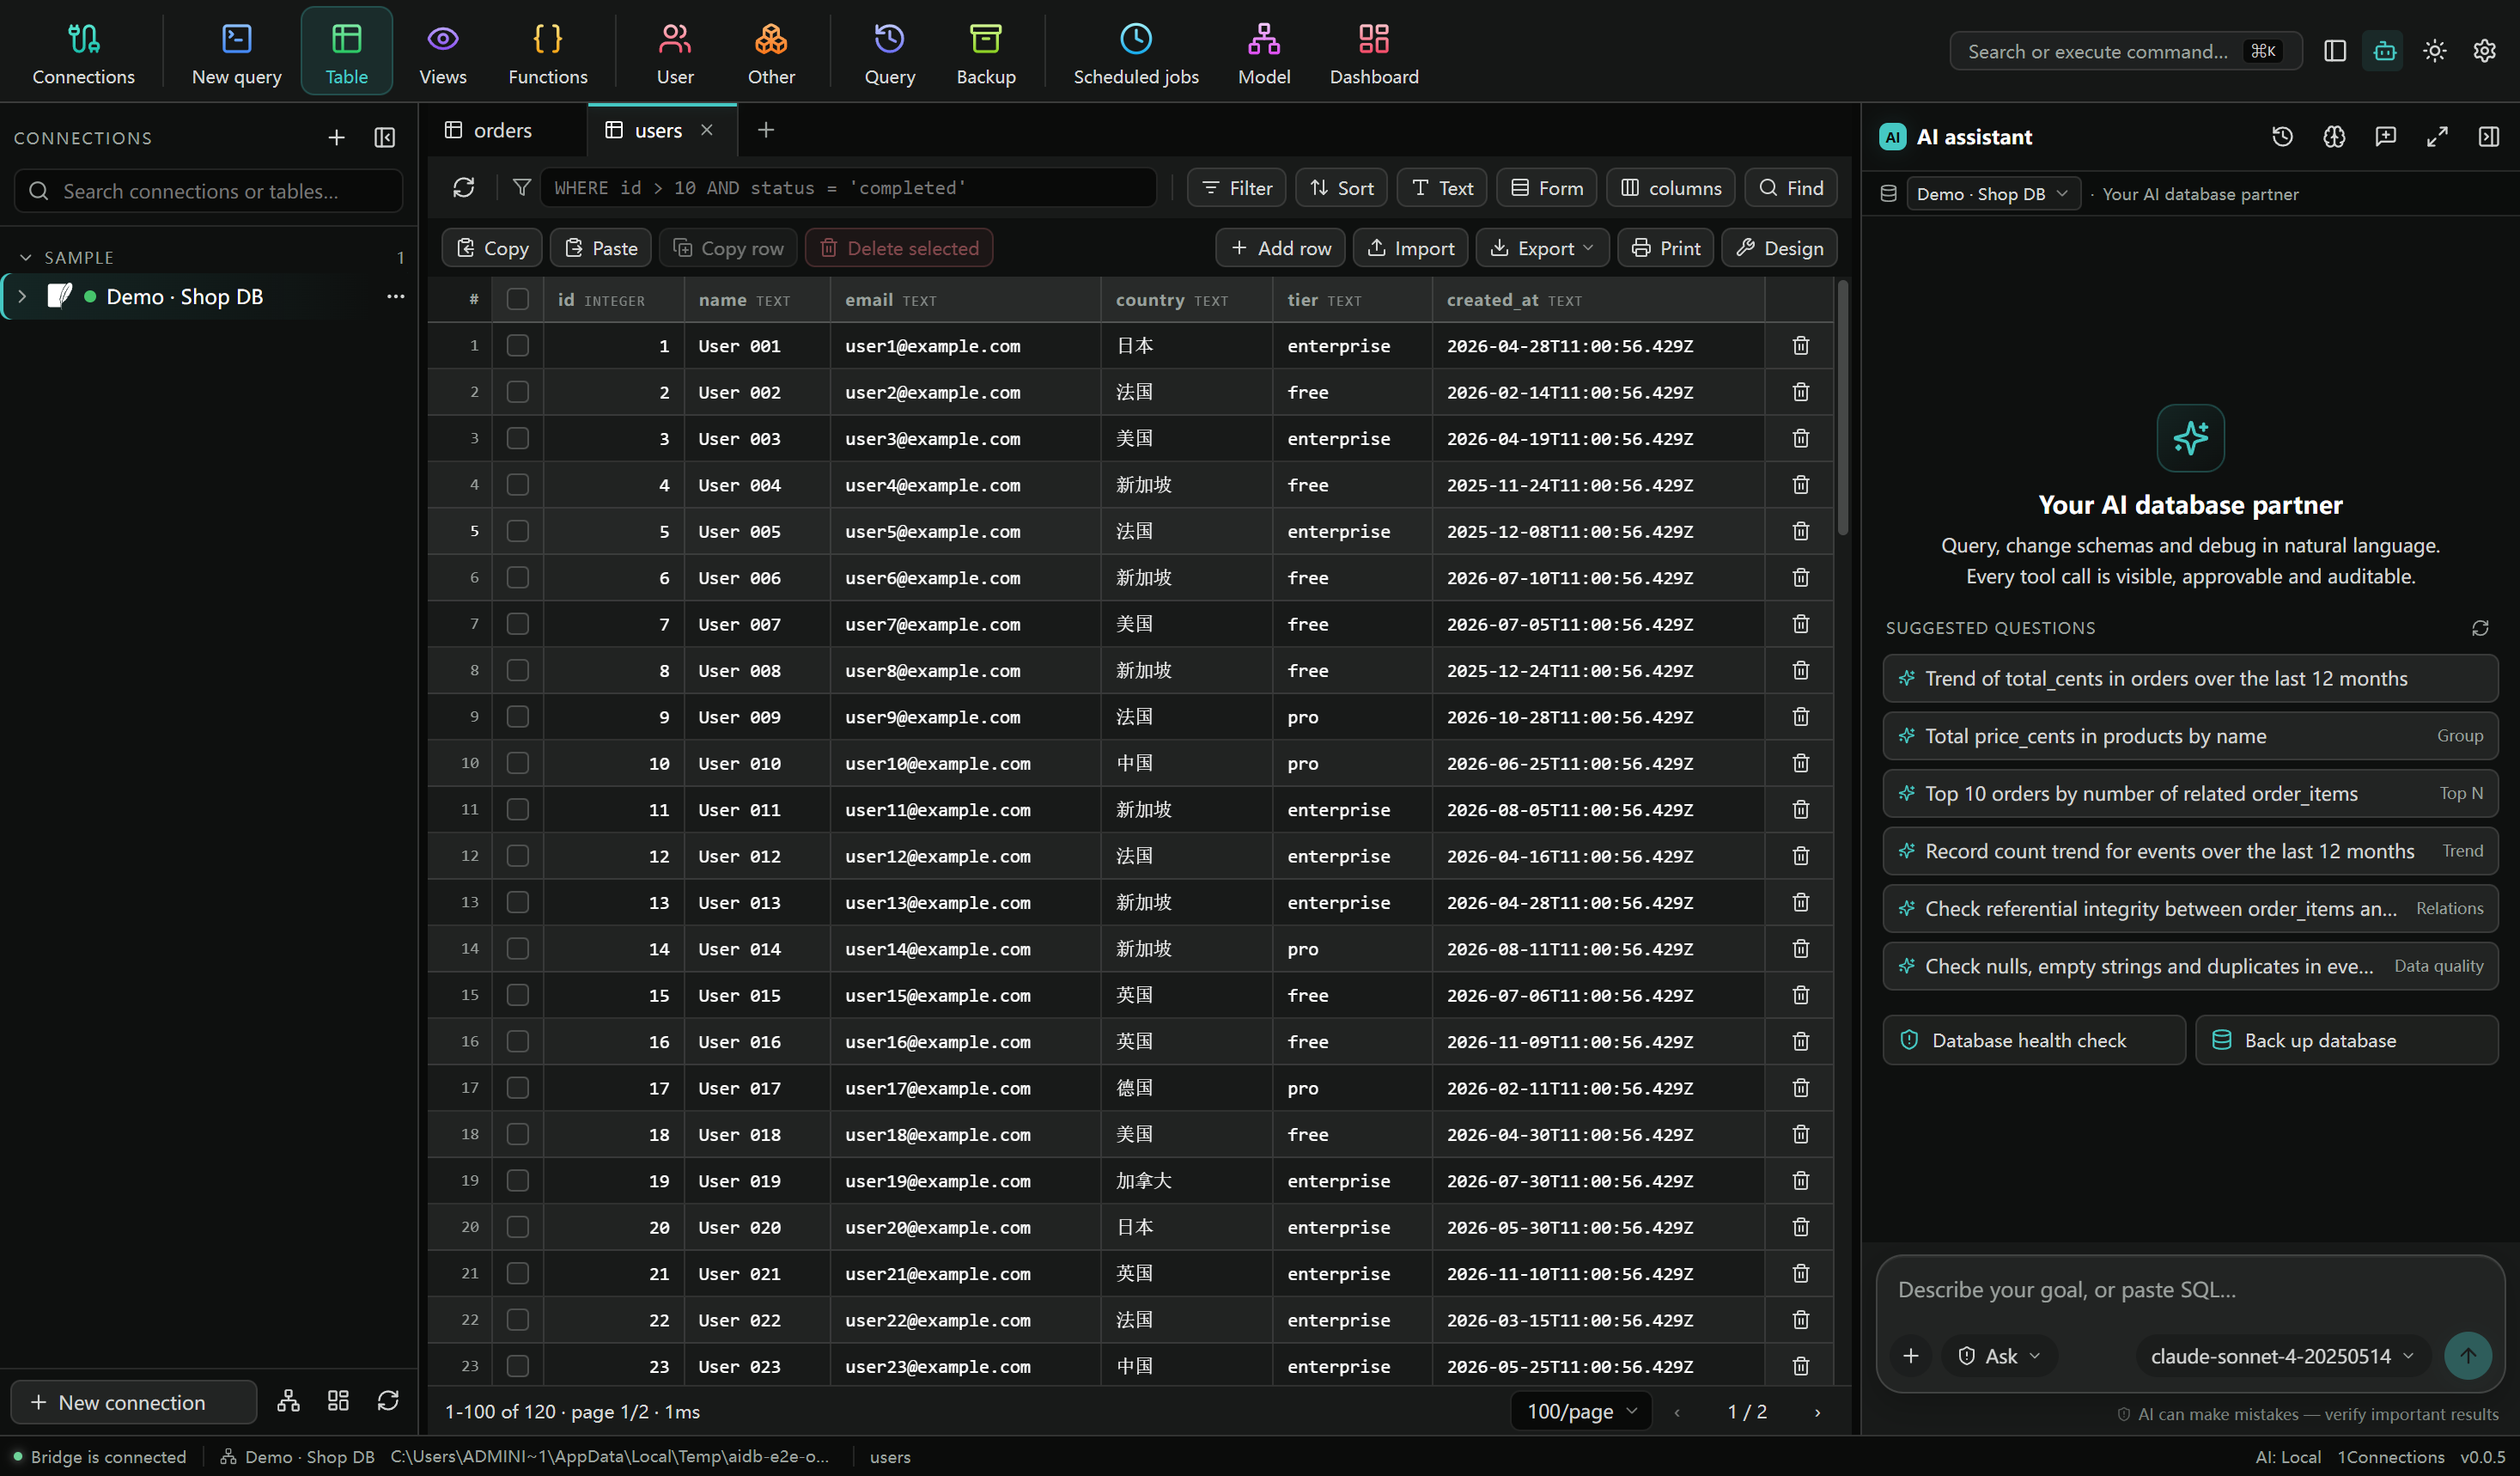 Connections
New query
Table
Views
Functions
User
Other
Query
Backup
Scheduled jobs
Model
Dashboard
Search or execute command... ⌘K
CONNECTIONS
Search connections or tables...
SAMPLE 1
Demo · Shop DB
orders
users
WHERE id > 10 AND status = 'completed'
Filter
Sort
Text
Form
columns
Find
Copy
Paste
Copy row
Delete selected
Add row
Import
Export
Print
Design
# id INTEGER name TEXT email TEXT country TEXT tier TEXT created_at TEXT
1 1 User 001 user1@example.com 日本 enterprise 2026-04-28T11:00:56.429Z
2 2 User 002 user2@example.com 法国 free 2026-02-14T11:00:56.429Z
3 3 User 003 user3@example.com 美国 enterprise 2026-04-19T11:00:56.429Z
4 4 User 004 user4@example.com 新加坡 free 2025-11-24T11:00:56.429Z
5 5 User 005 user5@example.com 法国 enterprise 2025-12-08T11:00:56.429Z
6 6 User 006 user6@example.com 新加坡 free 2026-07-10T11:00:56.429Z
7 7 User 007 user7@example.com 美国 free 2026-07-05T11:00:56.429Z
8 8 User 008 user8@example.com 新加坡 free 2025-12-24T11:00:56.429Z
9 9 User 009 user9@example.com 法国 pro 2026-10-28T11:00:56.429Z
10 10 User 010 user10@example.com 中国 pro 2026-06-25T11:00:56.429Z
11 11 User 011 user11@example.com 新加坡 enterprise 2026-08-05T11:00:56.429Z
12 12 User 012 user12@example.com 法国 enterprise 2026-04-16T11:00:56.429Z
13 13 User 013 user13@example.com 新加坡 enterprise 2026-04-28T11:00:56.429Z
14 14 User 014 user14@example.com 新加坡 pro 2026-08-11T11:00:56.429Z
15 15 User 015 user15@example.com 英国 free 2026-07-06T11:00:56.429Z
16 16 User 016 user16@example.com 英国 free 2026-11-09T11:00:56.429Z
17 17 User 017 user17@example.com 德国 pro 2026-02-11T11:00:56.429Z
18 18 User 018 user18@example.com 美国 free 2026-04-30T11:00:56.429Z
19 19 User 019 user19@example.com 加拿大 enterprise 2026-07-30T11:00:56.429Z
20 20 User 020 user20@example.com 日本 enterprise 2026-05-30T11:00:56.429Z
21 21 User 021 user21@example.com 英国 enterprise 2026-11-10T11:00:56.429Z
22 22 User 022 user22@example.com 法国 enterprise 2026-03-15T11:00:56.429Z
23 23 User 023 user23@example.com 中国 enterprise 2026-05-25T11:00:56.429Z
1-100 of 120 · page 1/2 · 1ms
100/page
‹ 1 / 2 ›
AI AI assistant
Demo · Shop DB · Your AI database partner
Your AI database partner
Query, change schemas and debug in natural language.
Every tool call is visible, approvable and auditable.
SUGGESTED QUESTIONS
Trend of total_cents in orders over the last 12 months
Total price_cents in products by name Group
Top 10 orders by number of related order_items Top N
Record count trend for events over the last 12 months Trend
Check referential integrity between order_items an... Relations
Check nulls, empty strings and duplicates in eve... Data quality
Database health check
Back up database
Describe your goal, or paste SQL...
Ask
claude-sonnet-4-20250514
AI can make mistakes — verify important results
New connection
Bridge is connected
Demo · Shop DB
C:\Users\ADMINI~1\AppData\Local\Temp\aidb-e2e-o...
users
AI: Local
1Connections
v0.0.5